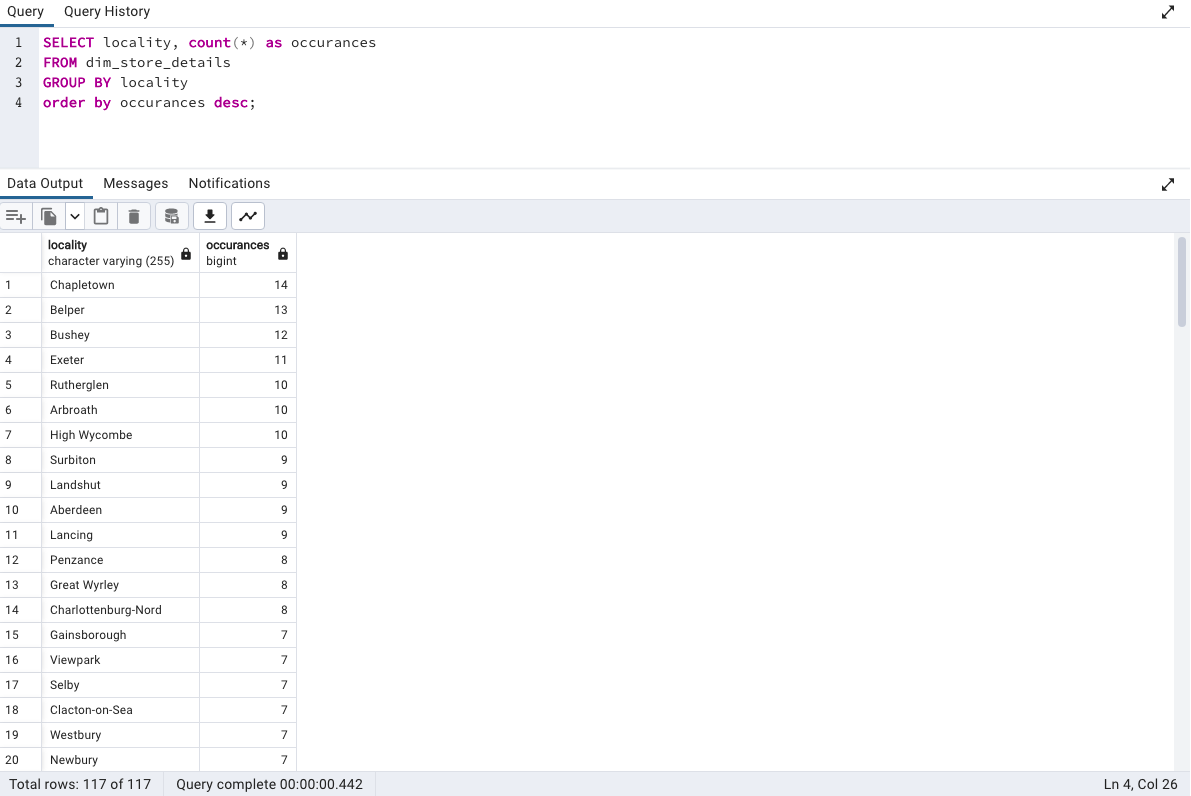 Query Query History
1 SELECT locality, count(*) as occurances
2 FROM dim_store_details
3 GROUP BY locality
4 order by occurances desc;
Data Output Messages Notifications
locality occurances
character varying (255) bigint
1 Chapletown 14
2 Belper 13
3 Bushey 12
4 Exeter 11
5 Rutherglen 10
6 Arbroath 10
7 High Wycombe 10
8 Surbiton 9
9 Landshut 9
10 Aberdeen 9
11 Lancing 9
12 Penzance 8
13 Great Wyrley 8
14 Charlottenburg-Nord 8
15 Gainsborough 7
16 Viewpark 7
17 Selby 7
18 Clacton-on-Sea 7
19 Westbury 7
20 Newbury 7
Total rows: 117 of 117 Query complete 00:00:00.442 Ln 4, Col 26